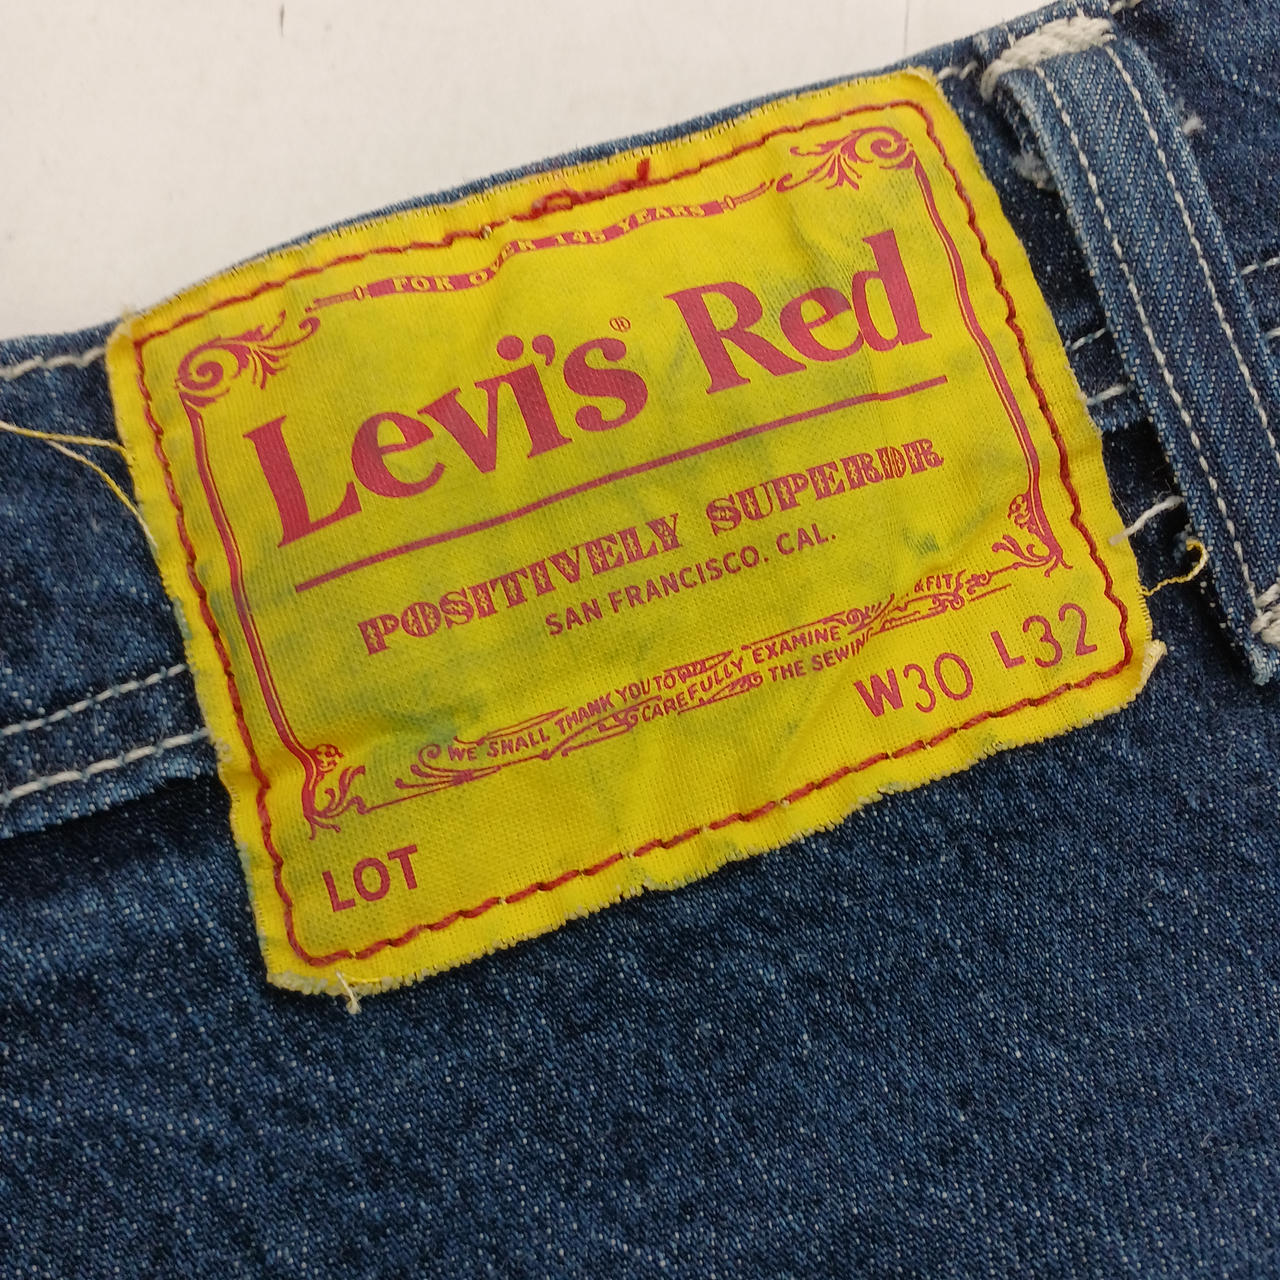 FOR OVER 145 YEARS
Levi's® Red
POSITIVELY SUPERIOR
SAN FRANCISCO. CAL.
WE SHALL THANK YOU TO CAREFULLY EXAMINE THE SEWING & FIT
W30 L32
LOT